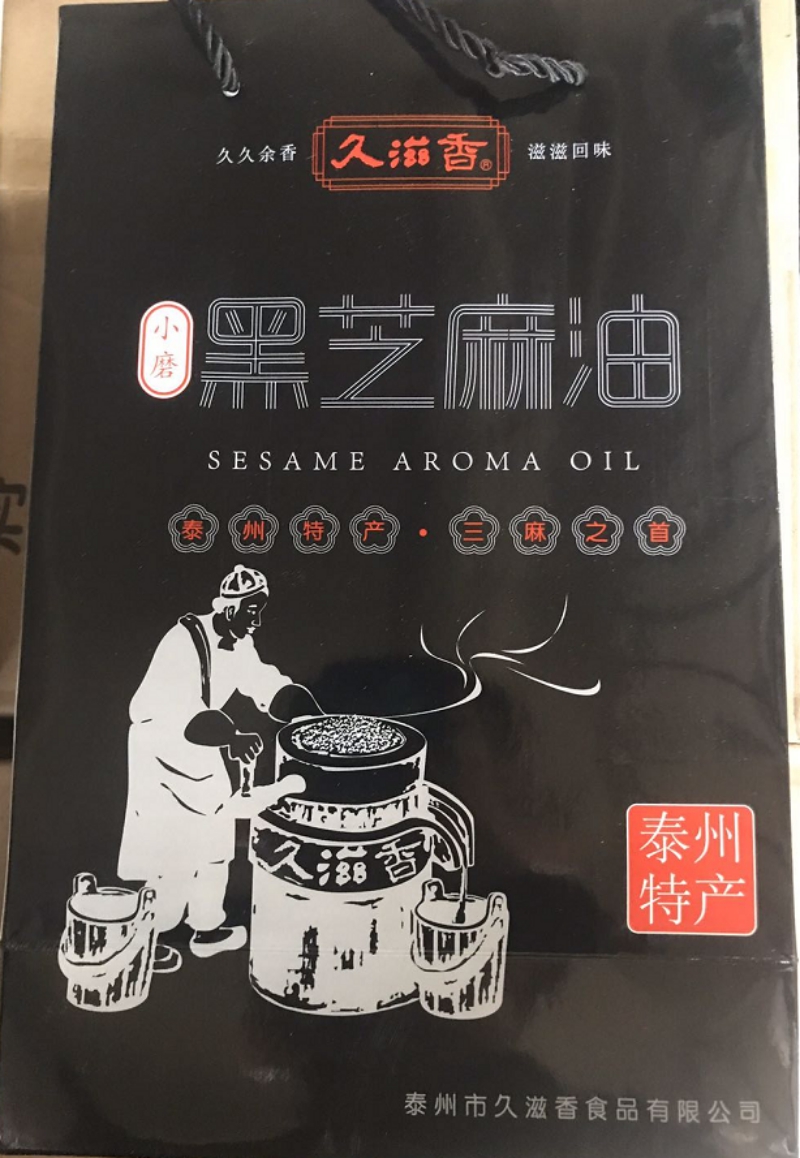 久久余香 久滋香® 滋滋回味
小磨 黑芝麻油
SESAME AROMA OIL
泰州特产·三麻之首
久滋香
泰州
特产
泰州市久滋香食品有限公司